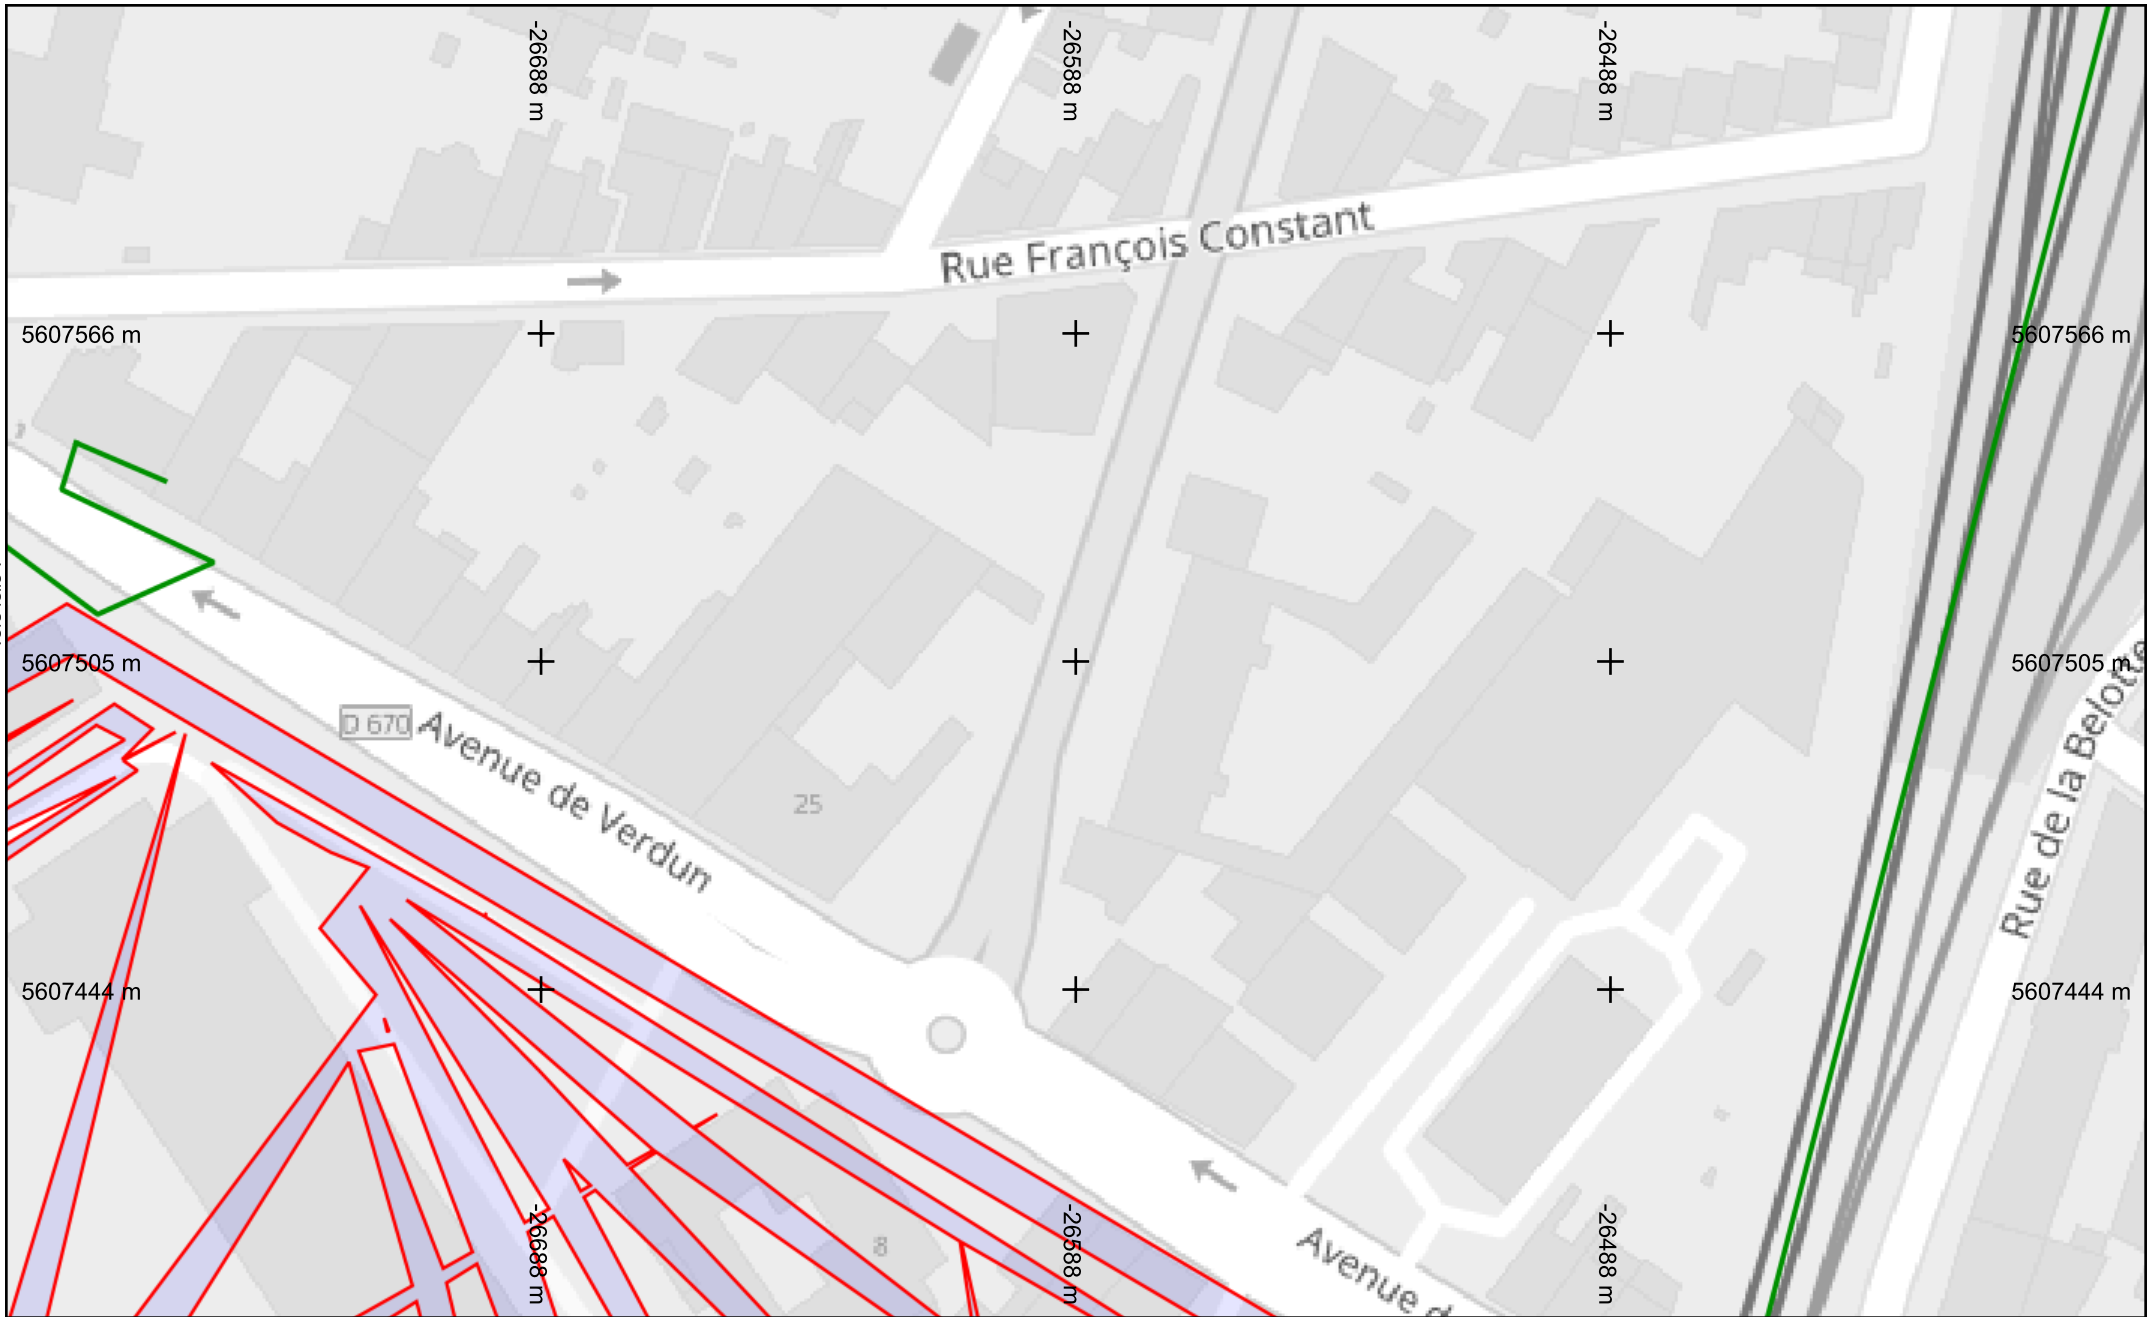 -26688 m
-26588 m
-26488 m
Rue François Constant
5607566 m
5607566 m
5607505 m
5607505 m
Rue de la Belotte
D 670
Avenue de Verdun
25
5607444 m
5607444 m
8
-26688 m
-26588 m
-26488 m
Avenue d